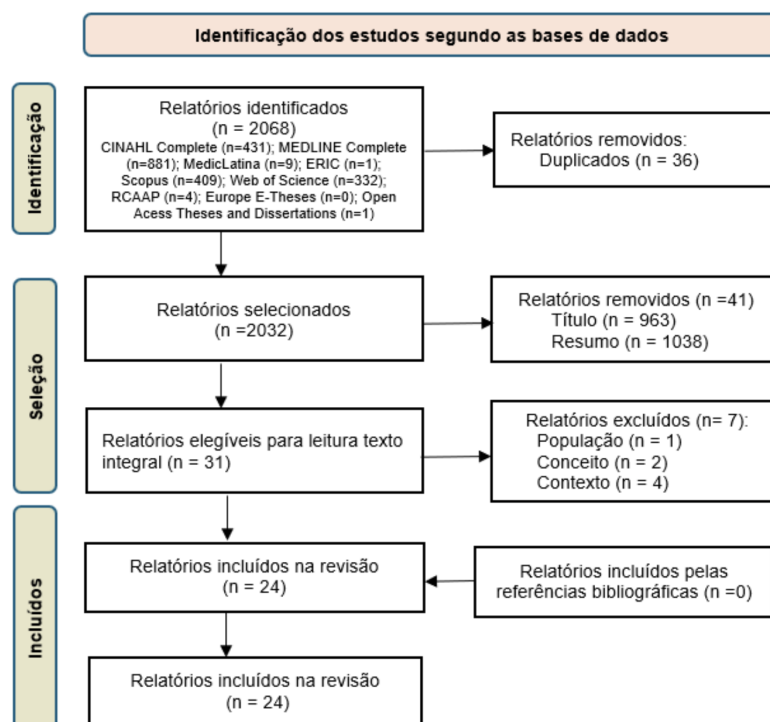 Identificação dos estudos segundo as bases de dados
Identificação
Relatórios identificados
(n = 2068)
CINAHL Complete (n=431); MEDLINE Complete
(n=881); MedicLatina (n=9); ERIC (n=1);
Scopus (n=409); Web of Science (n=332);
RCAAP (n=4); Europe E-Theses (n=0); Open
Acess Theses and Dissertations (n=1)
Relatórios removidos:
Duplicados (n = 36)
Seleção
Relatórios selecionados
(n =2032)
Relatórios removidos (n =41)
Título (n = 963)
Resumo (n = 1038)
Relatórios elegíveis para leitura texto
integral (n = 31)
Relatórios excluídos (n= 7):
População (n = 1)
Conceito (n = 2)
Contexto (n = 4)
Incluídos
Relatórios incluídos na revisão
(n = 24)
Relatórios incluídos pelas
referências bibliográficas (n =0)
Relatórios incluídos na revisão
(n = 24)